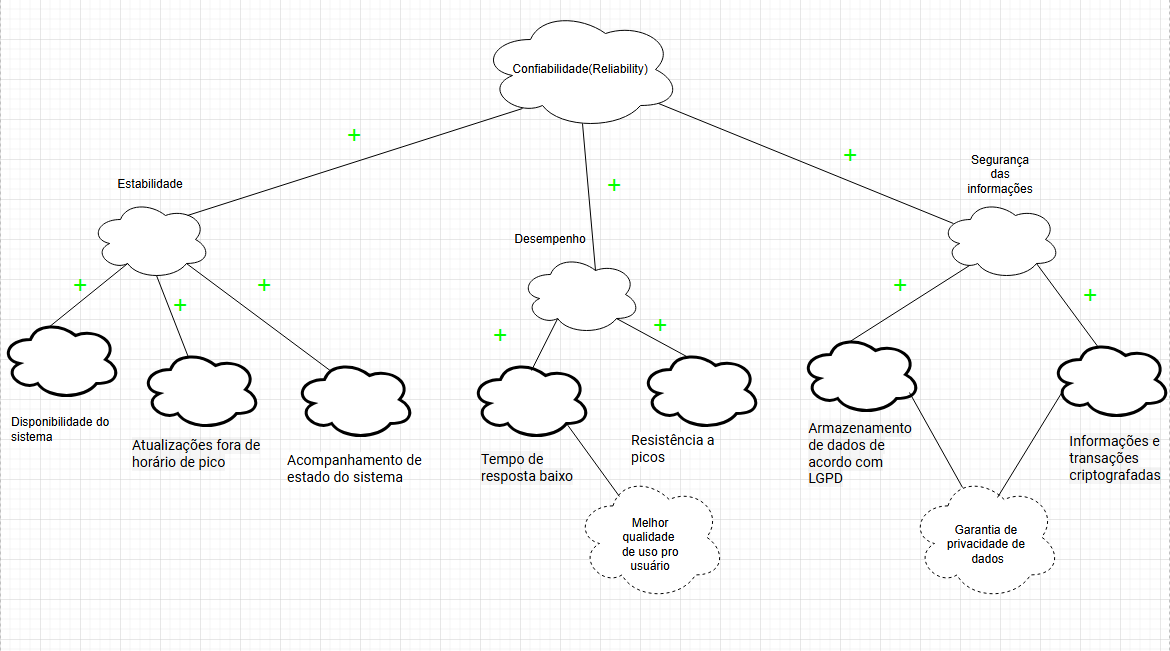 Confiabilidade(Reliability)
Estabilidade
Desempenho
Segurança
das
informações
Disponibilidade do
sistema
Atualizações fora de
horário de pico
Acompanhamento de
estado do sistema
Tempo de
resposta baixo
Resistência a
picos
Armazenamento
de dados de
acordo com
LGPD
Informações e
transações
criptografadas
Melhor
qualidade
de uso pro
usuário
Garantia de
privacidade de
dados